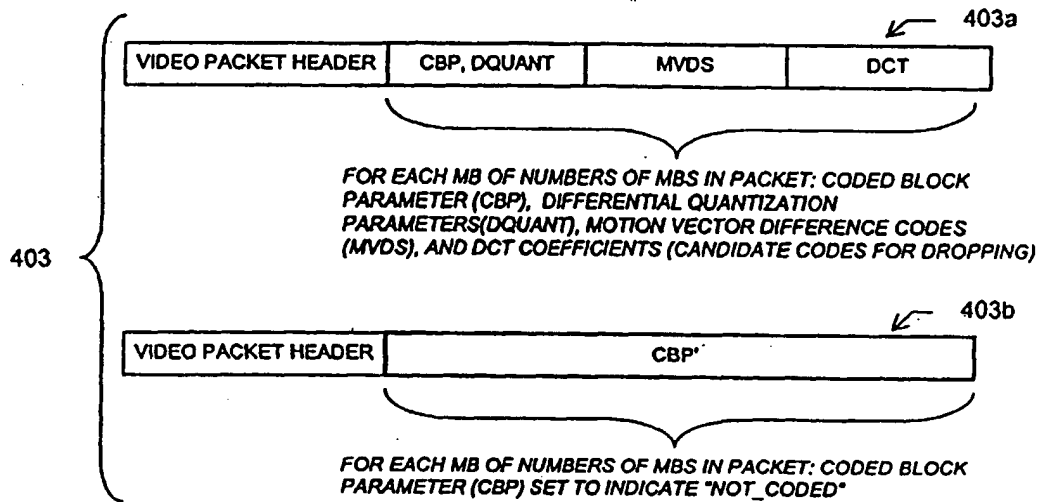 403a
VIDEO PACKET HEADER CBP, DQUANT MVDS DCT
FOR EACH MB OF NUMBERS OF MBS IN PACKET: CODED BLOCK
PARAMETER (CBP), DIFFERENTIAL QUANTIZATION
PARAMETERS(DQUANT), MOTION VECTOR DIFFERENCE CODES
(MVDS), AND DCT COEFFICIENTS (CANDIDATE CODES FOR DROPPING)
403
403b
VIDEO PACKET HEADER CBP'
FOR EACH MB OF NUMBERS OF MBS IN PACKET: CODED BLOCK
PARAMETER (CBP) SET TO INDICATE "NOT_CODED"